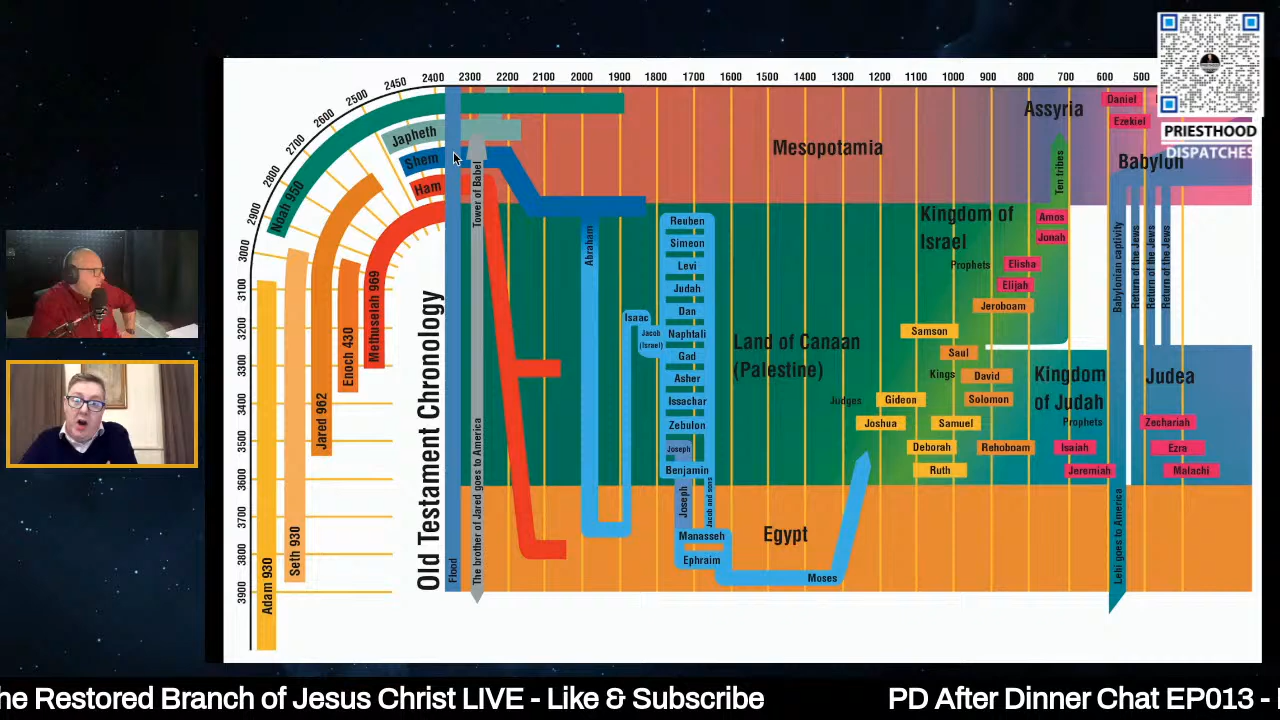 2450
2400
2300
2200
2100
2000
1900
1800
1700
1600
1500
1400
1300
1200
1100
1000
900
800
700
600
500
2500
2600
2700
2800
2900
3000
3100
3200
3300
3400
3500
3600
3700
3800
3900
Noah 950
Japheth
Shem
Ham
Methuselah 969
Enoch 430
Jared 962
Seth 930
Adam 930
Old Testament Chronology
Flood
Tower of Babel
The brother of Jared goes to America
Mesopotamia
Assyria
Daniel
Ezekiel
PRIESTHOOD
DISPATCHES
Babylon
Ten tribes
Abraham
Isaac
Jacob
(Israel)
Reuben
Simeon
Levi
Judah
Dan
Naphtali
Gad
Asher
Issachar
Zebulon
Joseph
Benjamin
Joseph
Jacob and sons
Manasseh
Ephraim
Land of Canaan
(Palestine)
Egypt
Moses
Kingdom of
Israel
Amos
Jonah
Prophets
Elisha
Elijah
Jeroboam
Samson
Saul
Kings
David
Judges
Gideon
Solomon
Joshua
Samuel
Deborah
Rehoboam
Ruth
Kingdom
of Judah
Prophets
Isaiah
Jeremiah
Judea
Zechariah
Ezra
Malachi
Babylonian captivity
Return of the Jews
Return of the Jews
Return of the Jews
Lehi goes to America
he Restored Branch of Jesus Christ LIVE - Like & Subscribe
PD After Dinner Chat EP013 -